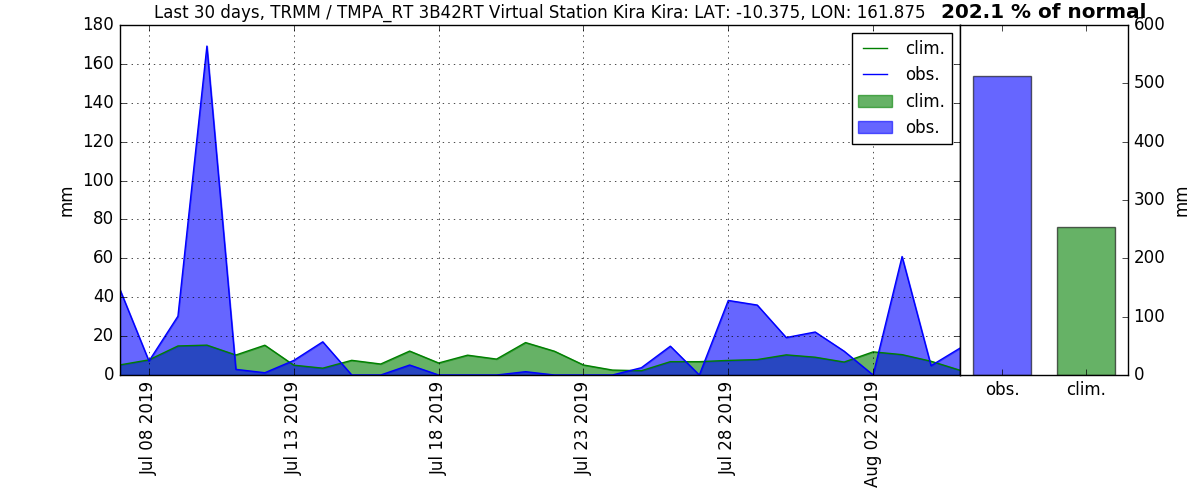 Last 30 days, TRMM / TMPA_RT 3B42RT Virtual Station Kira Kira: LAT: -10.375, LON: 161.875 202.1 % of normal
180
160
140
120
100
80
60
40
20
0
mm
clim.
obs.
clim.
obs.
Jul 08 2019
Jul 13 2019
Jul 18 2019
Jul 23 2019
Jul 28 2019
Aug 02 2019
600
500
400
300
200
100
0
mm
obs.
clim.